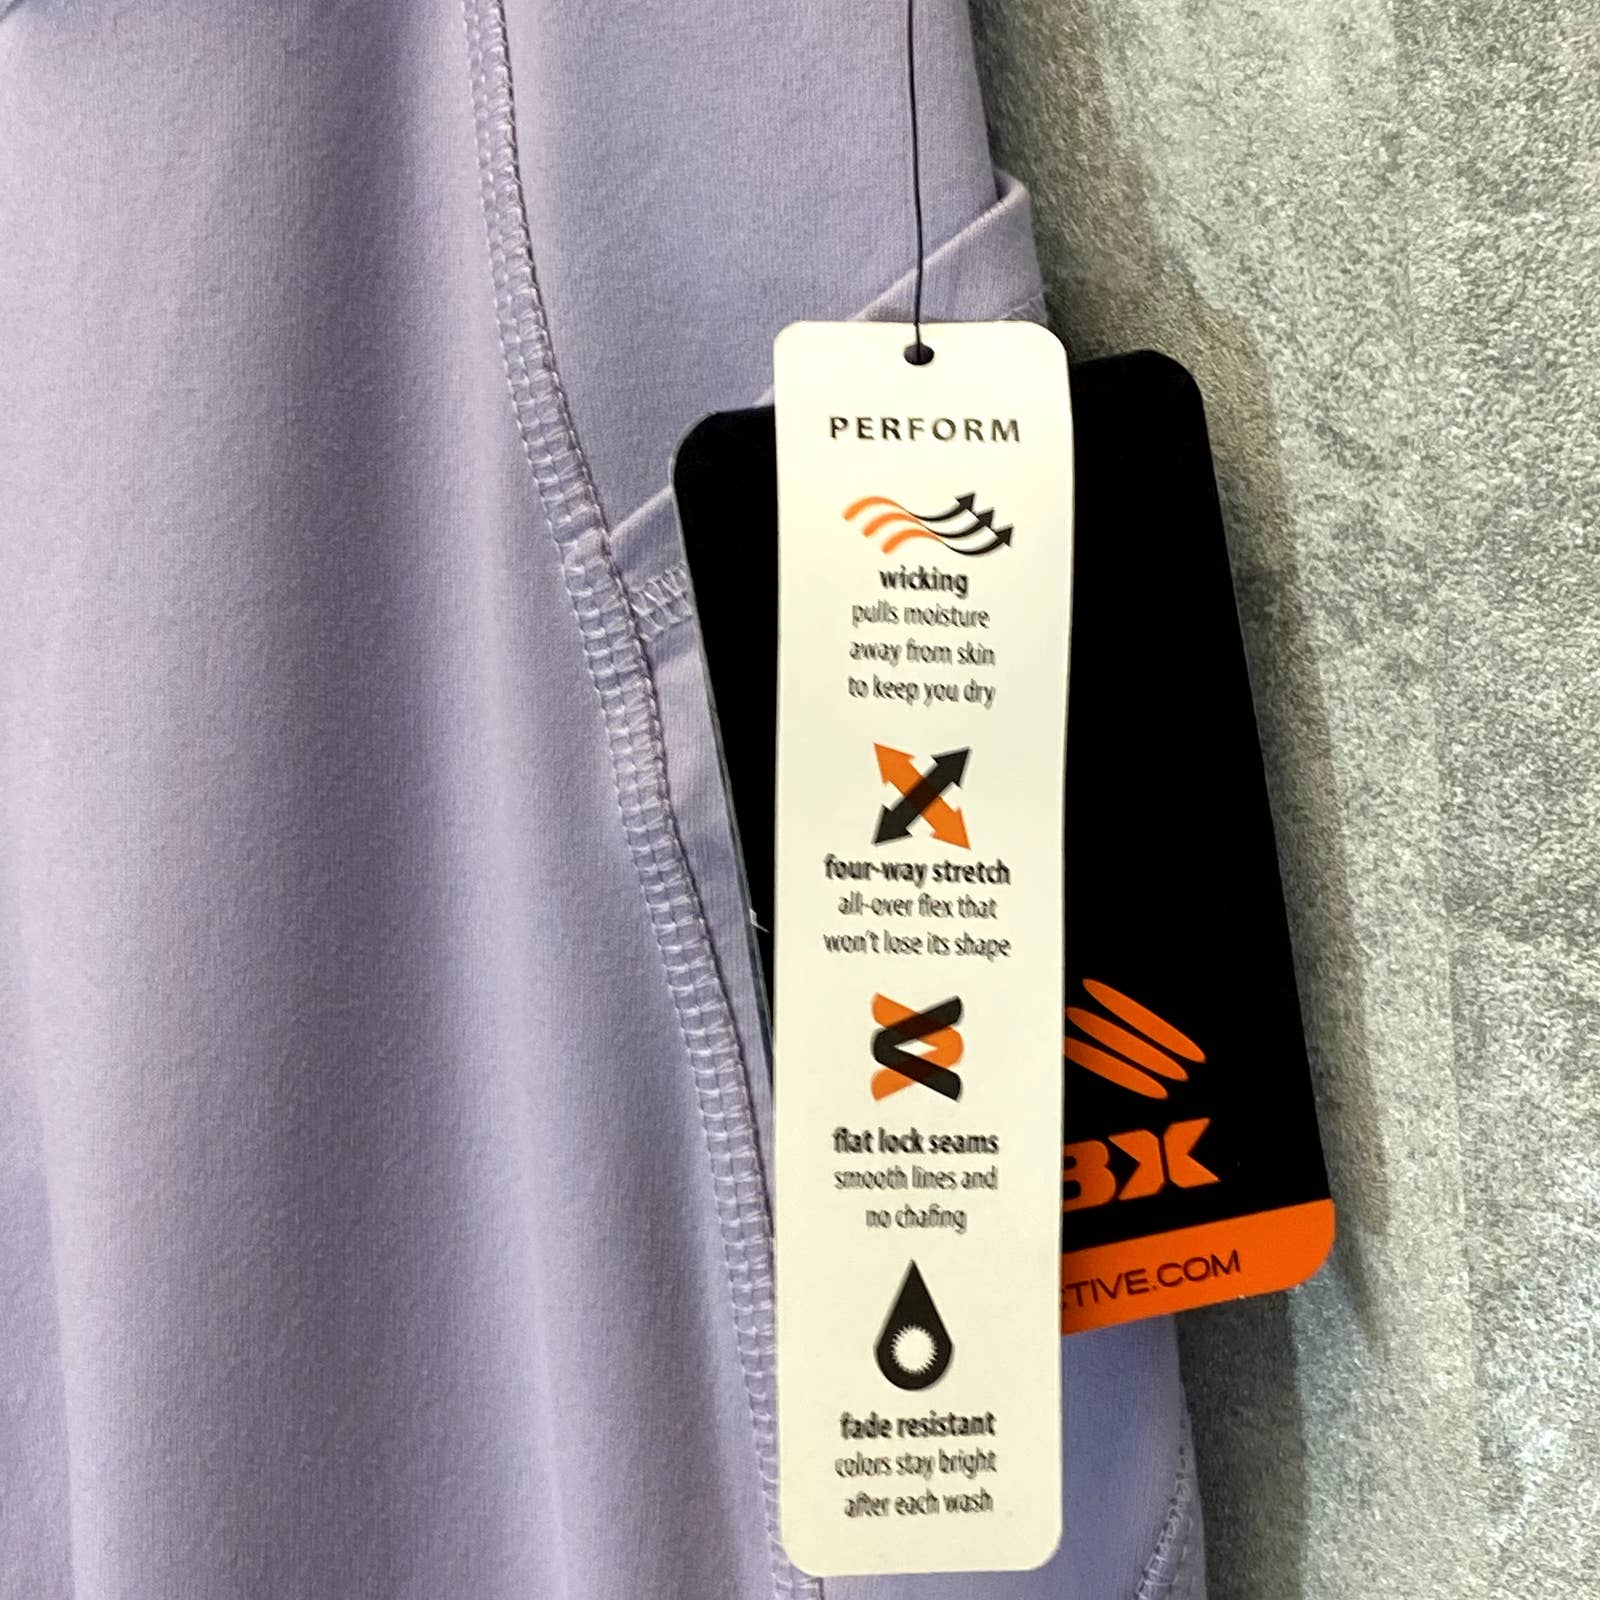 PERFORM
wicking
pulls moisture
away from skin
to keep you dry
four-way stretch
all-over flex that
won't lose its shape
flat lock seams
smooth lines and
no chafing
fade resistant
colors stay bright
after each wash
BX
TIVE.COM